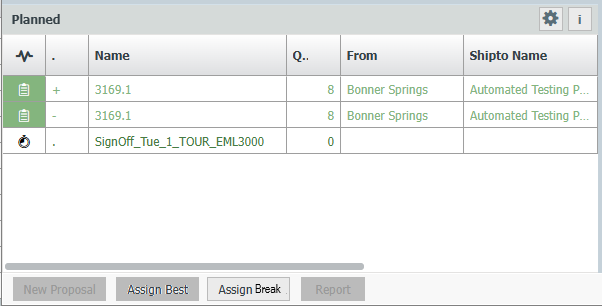 Planned i
. Name Q.. From Shipto Name
+ 3169.1 8 Bonner Springs Automated Testing P...
- 3169.1 8 Bonner Springs Automated Testing P...
. SignOff_Tue_1_TOUR_EML3000 0
New Proposal Assign Best Assign Break Report